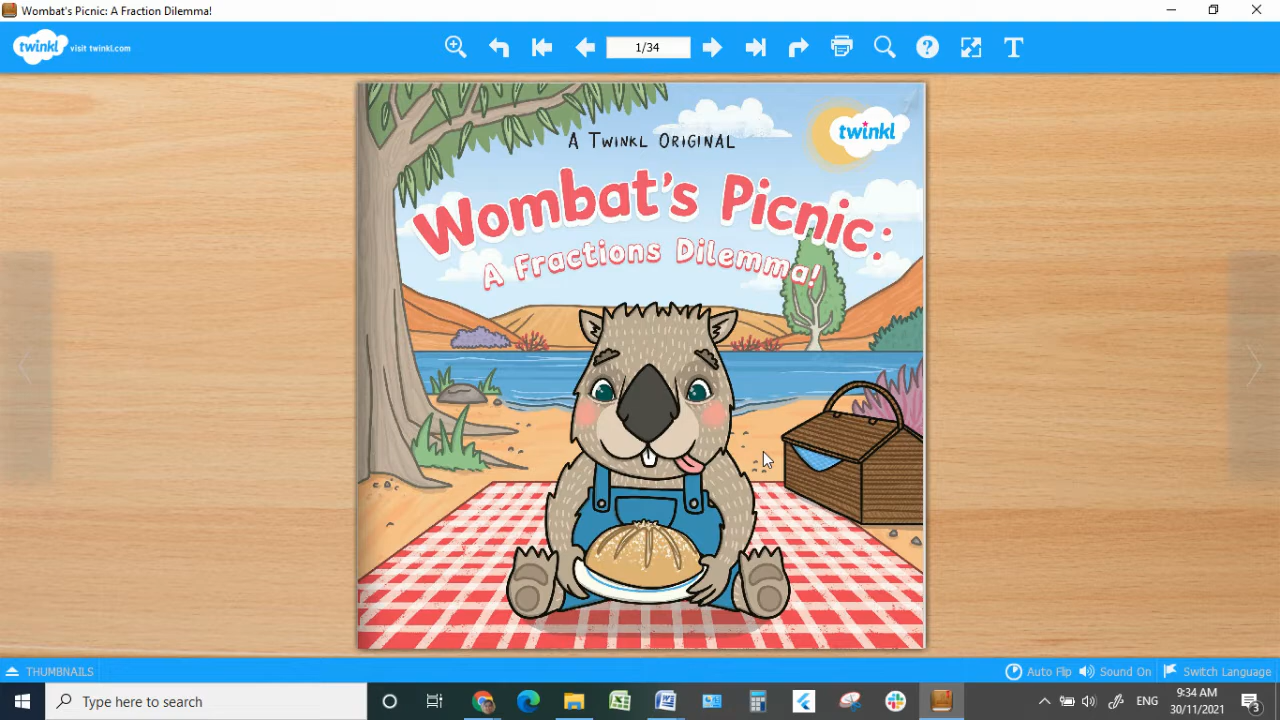 Wombat's Picnic: A Fraction Dilemma!
twinkl visit twinkl.com
1/34
? T
A TWINKL ORIGINAL
twinkl
Wombat's Picnic:
A Fractions Dilemma!
THUMBNAILS
Auto Flip Sound On Switch Language
Type here to search
ENG
9:34 AM
30/11/2021
3